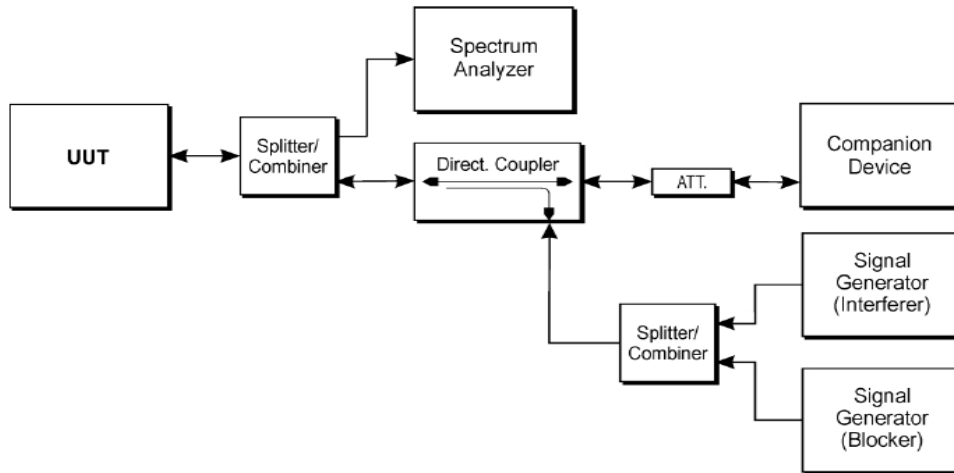 Spectrum
Analyzer
UUT
Splitter/
Combiner
Direct. Coupler
ATT.
Companion
Device
Signal
Generator
(Interferer)
Splitter/
Combiner
Signal
Generator
(Blocker)